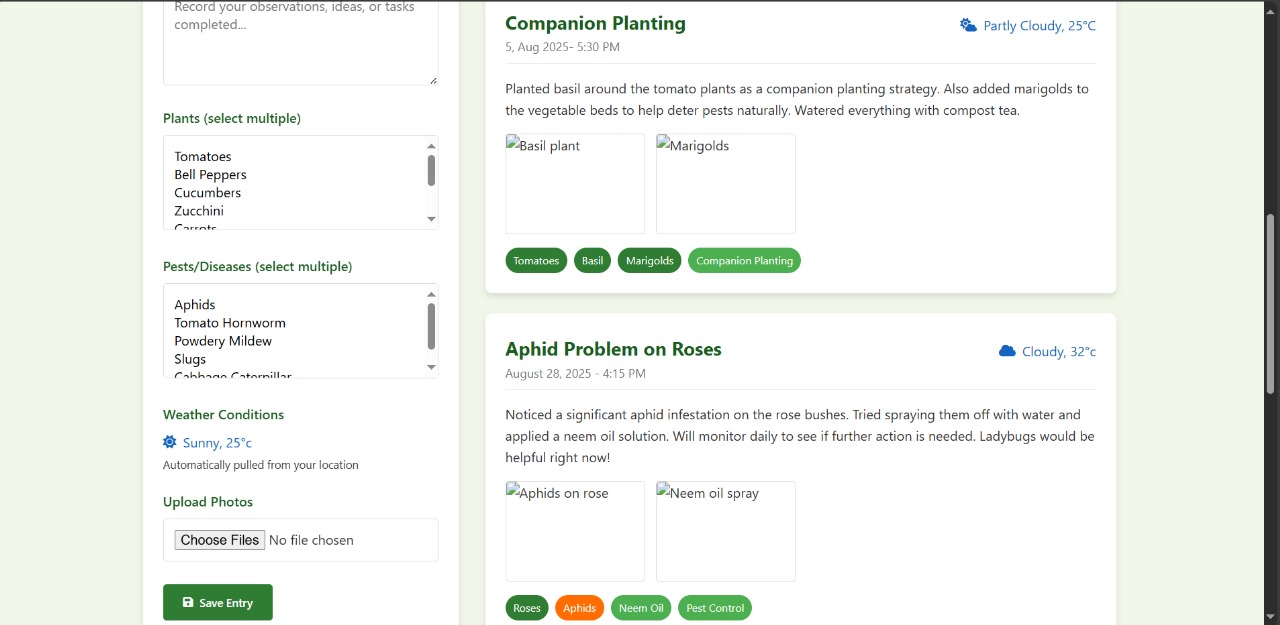 Record your observations, ideas, or tasks
completed...
Plants (select multiple)
Tomatoes
Bell Peppers
Cucumbers
Zucchini
Carrots
Pests/Diseases (select multiple)
Aphids
Tomato Hornworm
Powdery Mildew
Slugs
Cabbage Caterpillar
Weather Conditions
Sunny, 25°c
Automatically pulled from your location
Upload Photos
Choose Files No file chosen
Save Entry
Companion Planting
Partly Cloudy, 25°C
5, Aug 2025- 5:30 PM
Planted basil around the tomato plants as a companion planting strategy. Also added marigolds to
the vegetable beds to help deter pests naturally. Watered everything with compost tea.
Basil plant
Marigolds
Tomatoes
Basil
Marigolds
Companion Planting
Aphid Problem on Roses
Cloudy, 32°c
August 28, 2025 - 4:15 PM
Noticed a significant aphid infestation on the rose bushes. Tried spraying them off with water and
applied a neem oil solution. Will monitor daily to see if further action is needed. Ladybugs would be
helpful right now!
Aphids on rose
Neem oil spray
Roses
Aphids
Neem Oil
Pest Control